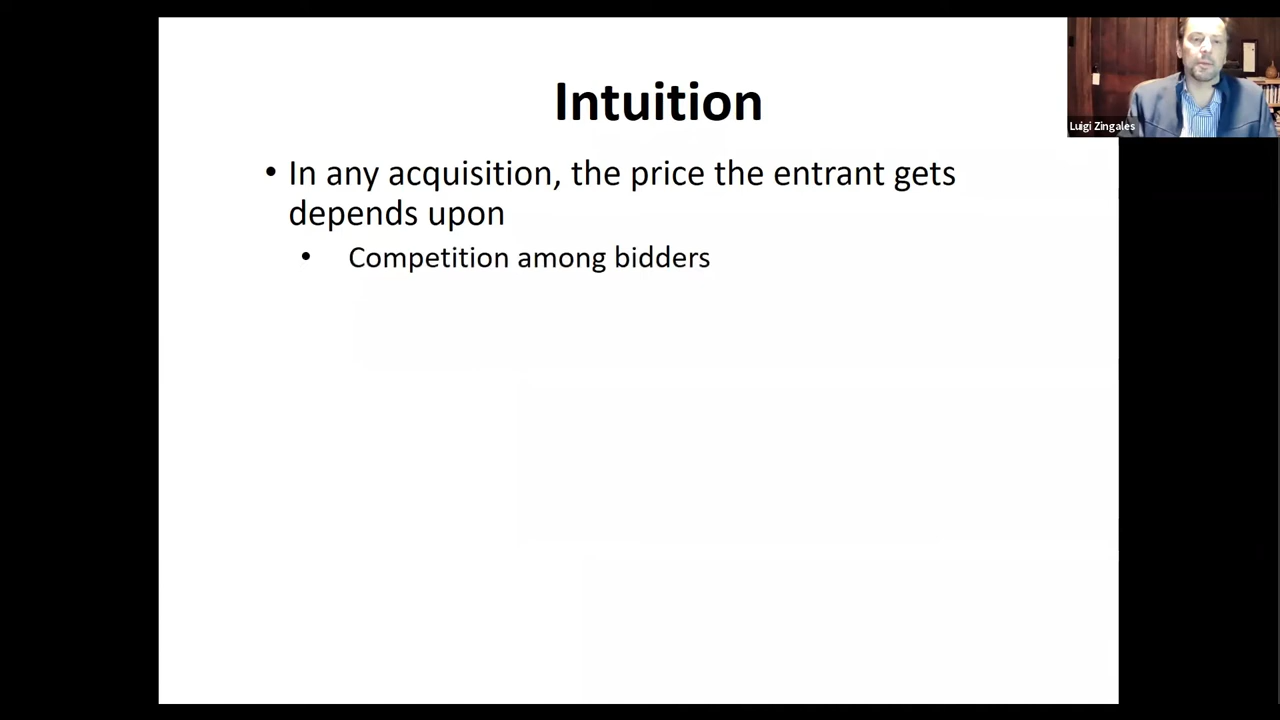 Intuition
• In any acquisition, the price the entrant gets
depends upon
• Competition among bidders
Luigi Zingales